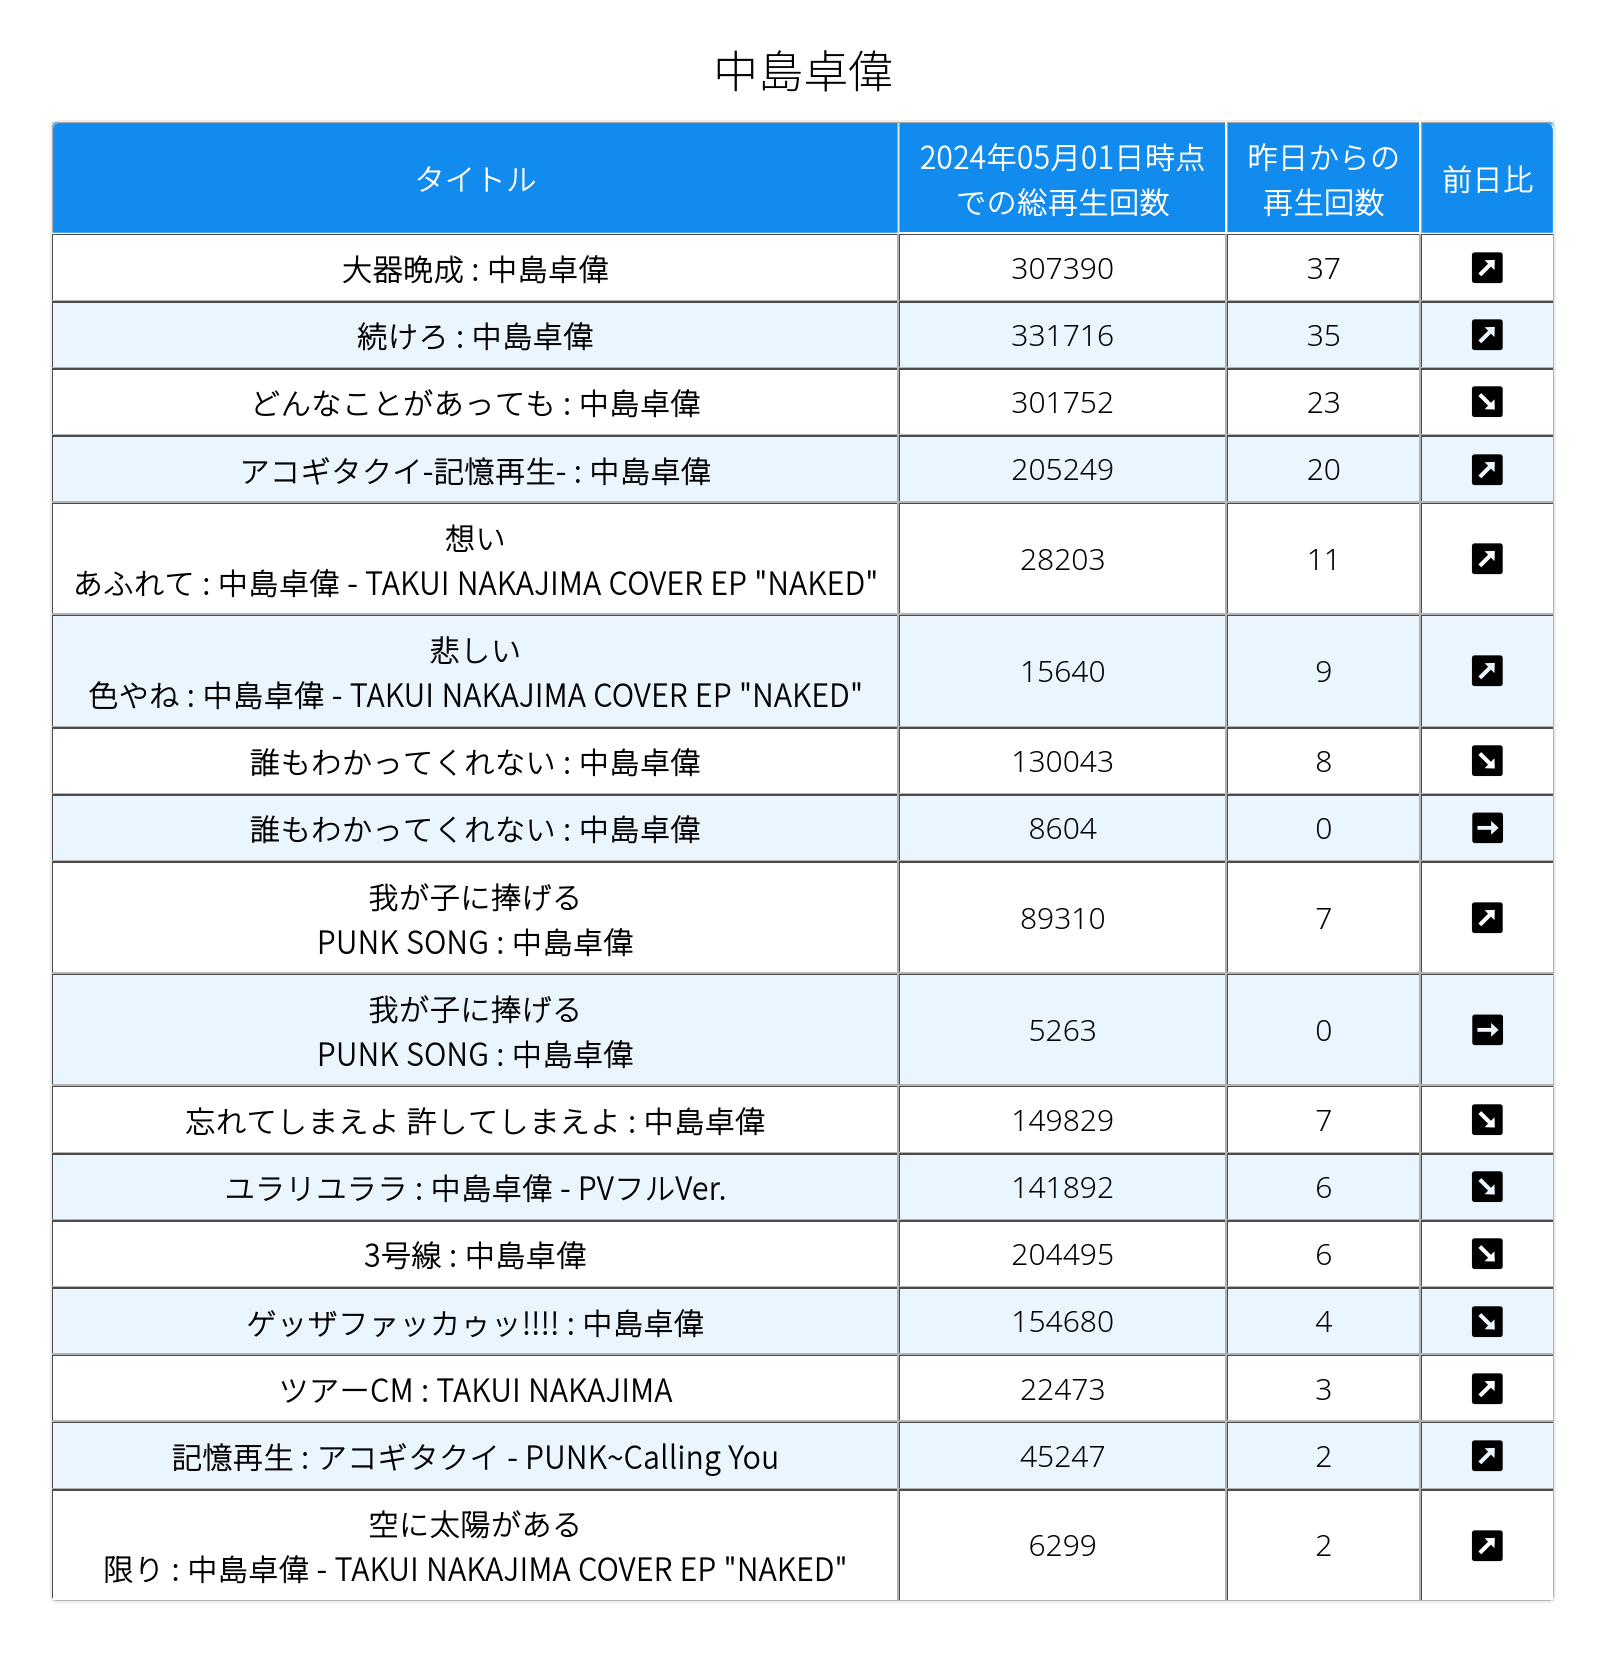 中島卓偉
タイトル
2024年05月01日時点
での総再生回数
昨日からの
再生回数
前日比
大器晩成 : 中島卓偉
307390
37
続けろ : 中島卓偉
331716
35
どんなことがあっても : 中島卓偉
301752
23
アコギタクイ-記憶再生- : 中島卓偉
205249
20
想い
あふれて : 中島卓偉 - TAKUI NAKAJIMA COVER EP "NAKED"
28203
11
悲しい
色やね : 中島卓偉 - TAKUI NAKAJIMA COVER EP "NAKED"
15640
9
誰もわかってくれない : 中島卓偉
130043
8
誰もわかってくれない : 中島卓偉
8604
0
我が子に捧げる
PUNK SONG : 中島卓偉
89310
7
我が子に捧げる
PUNK SONG : 中島卓偉
5263
0
忘れてしまえよ 許してしまえよ : 中島卓偉
149829
7
ユラリユララ : 中島卓偉 - PVフルVer.
141892
6
3号線 : 中島卓偉
204495
6
ゲッザファッカゥッ!!!! : 中島卓偉
154680
4
ツアーCM : TAKUI NAKAJIMA
22473
3
記憶再生 : アコギタクイ - PUNK~Calling You
45247
2
空に太陽がある
限り : 中島卓偉 - TAKUI NAKAJIMA COVER EP "NAKED"
6299
2